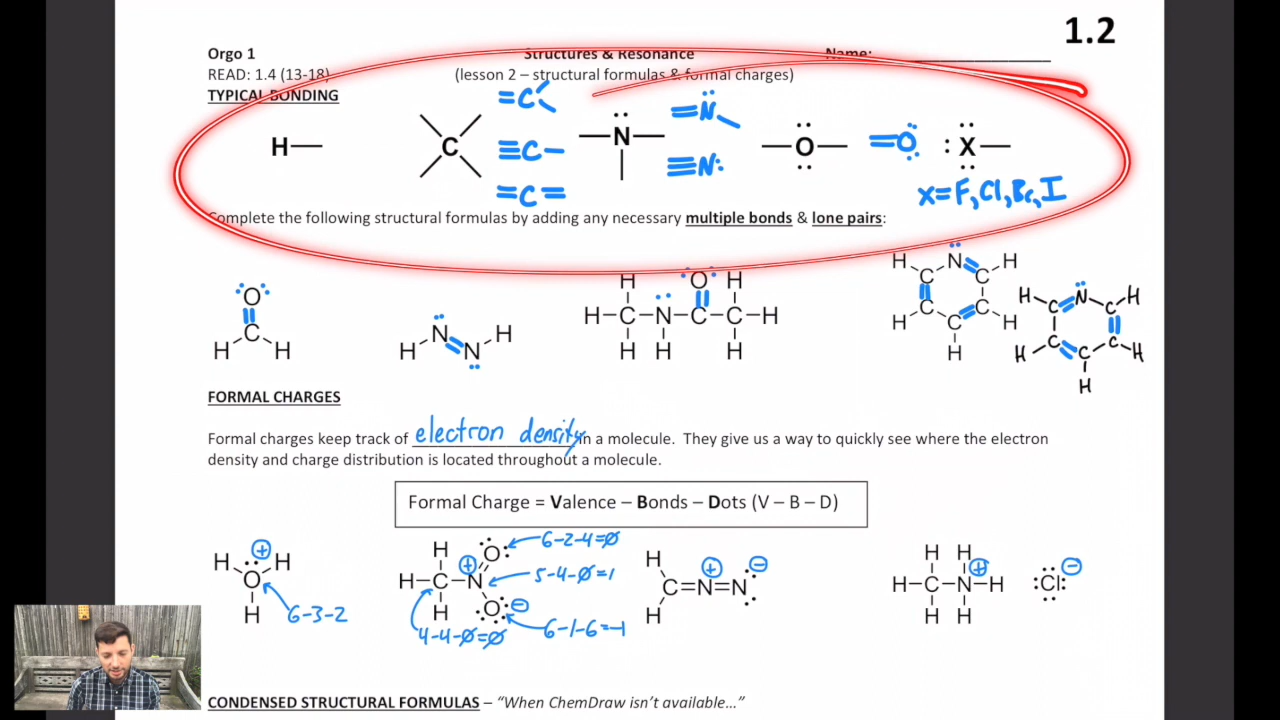 1.2
Orgo 1 Structures & Resonance Name:
READ: 1.4 (13-18) (lesson 2 – structural formulas & formal charges)
TYPICAL BONDING
H— C =C ≡C– =C= —N— =N ≡N: —O— =O :X—
X=F, Cl, Br, I
Complete the following structural formulas by adding any necessary multiple bonds & lone pairs:
O C H H
H N N H
H O H
H–C–N–C–C–H
H H H
H C N C H H C C C H H
H C N C H H C C C H H
FORMAL CHARGES
Formal charges keep track of electron density in a molecule. They give us a way to quickly see where the electron
density and charge distribution is located throughout a molecule.
Formal Charge = Valence – Bonds – Dots (V – B – D)
H O H + H 6-3-2
H O 6-2-4=0
H–C–N + 5-4-0=1
H O – 6-1-6=-1
4-4-0=0
H C=N=N H + –
H H
H–C–N–H + :Cl: –
H H
CONDENSED STRUCTURAL FORMULAS – "When ChemDraw isn't available…"